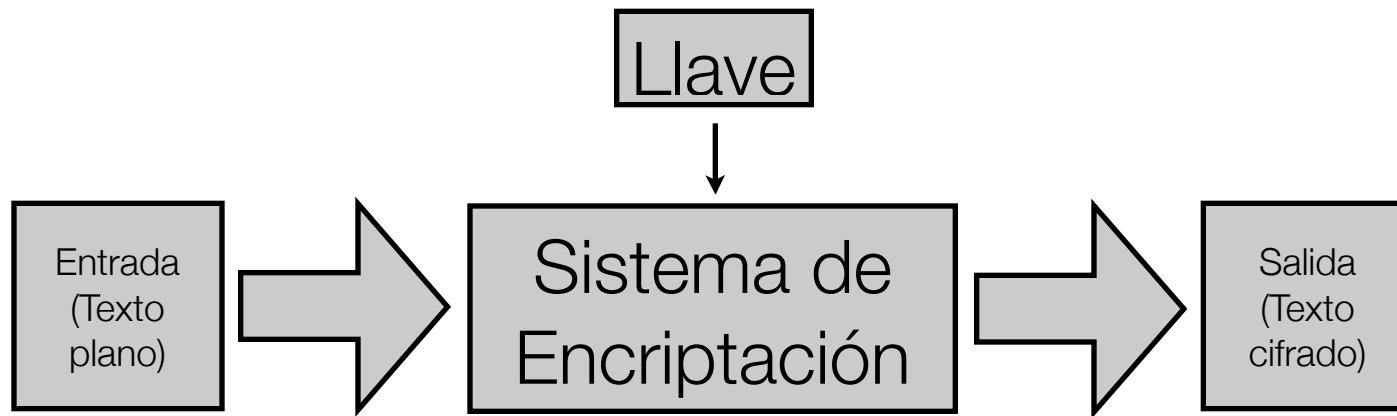 Llave
Entrada
(Texto
plano)
Sistema de
Encriptación
Salida
(Texto
cifrado)